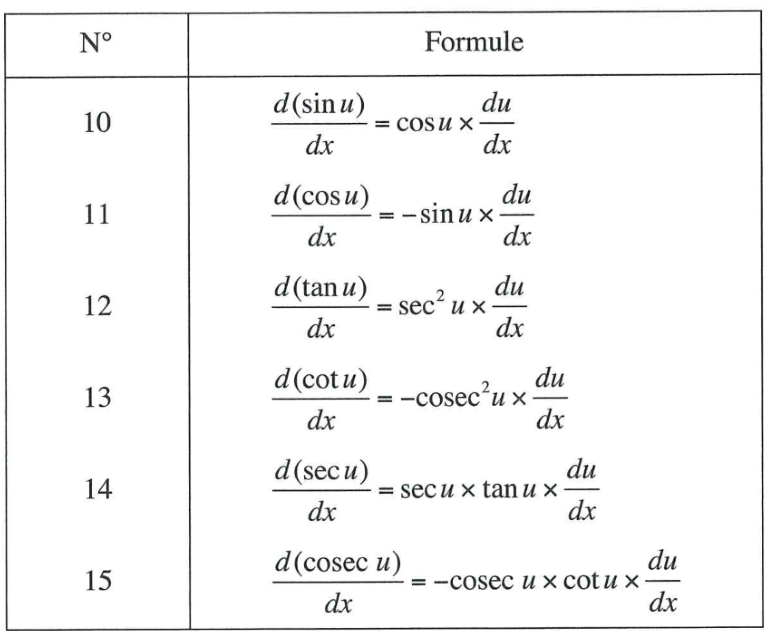 N° Formule
10 d(sin u)/dx = cos u × du/dx
11 d(cos u)/dx = −sin u × du/dx
12 d(tan u)/dx = sec² u × du/dx
13 d(cot u)/dx = −cosec²u × du/dx
14 d(sec u)/dx = sec u × tan u × du/dx
15 d(cosec u)/dx = −cosec u × cot u × du/dx